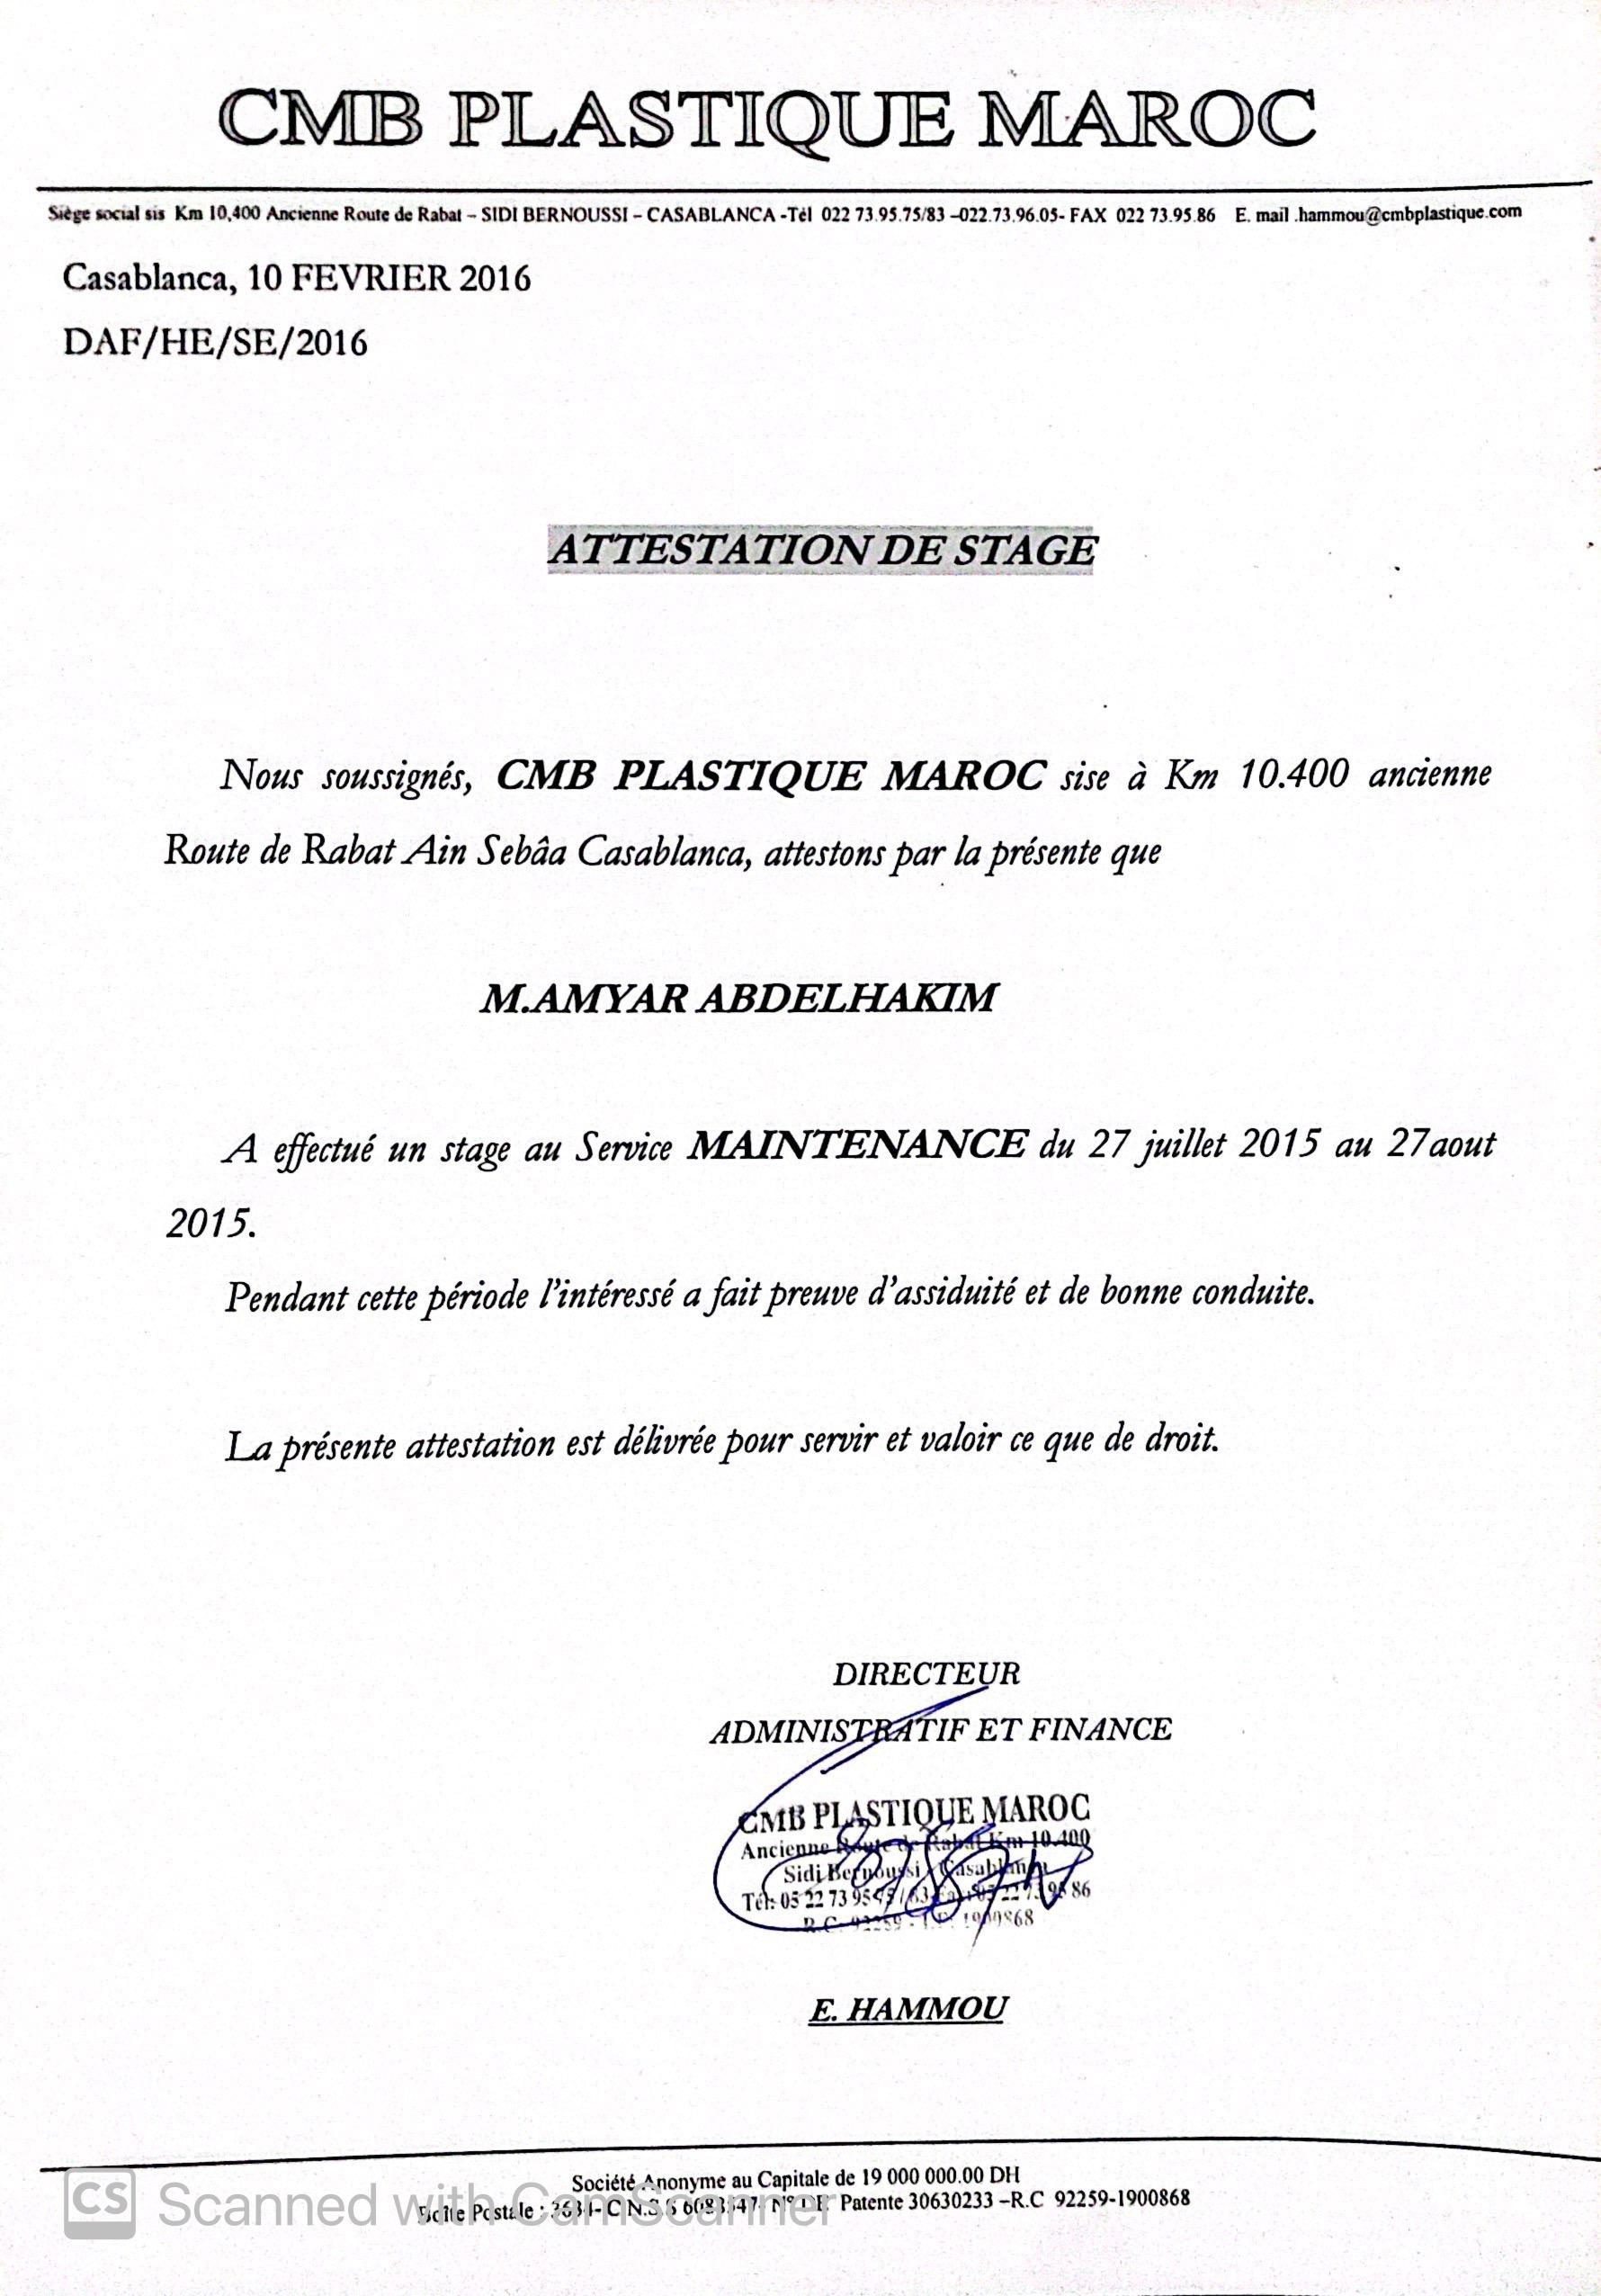 CMB PLASTIQUE MAROC
Siège social sis Km 10,400 Ancienne Route de Rabat – SIDI BERNOUSSI – CASABLANCA -Tél 022 73.95.75/83 –022.73.96.05- FAX 022 73.95.86 E. mail .hammou@cmbplastique.com
Casablanca, 10 FEVRIER 2016
DAF/HE/SE/2016
ATTESTATION DE STAGE
Nous soussignés, CMB PLASTIQUE MAROC sise à Km 10.400 ancienne
Route de Rabat Ain Sebâa Casablanca, attestons par la présente que
M.AMYAR ABDELHAKIM
A effectué un stage au Service MAINTENANCE du 27 juillet 2015 au 27aout
2015.
Pendant cette période l'intéressé a fait preuve d'assiduité et de bonne conduite.
La présente attestation est délivrée pour servir et valoir ce que de droit.
DIRECTEUR
ADMINISTRATIF ET FINANCE
CMB PLASTIQUE MAROC
Ancienne Route de Rabat Km 10.400
Sidi Bernoussi Casablanca
Tél: 05 22 73 95 75 / 83 Fax: 05 22 73 95 86
R.C. 92259 - I.F. 1900868
E. HAMMOU
Société Anonyme au Capitale de 19 000 000.00 DH
Boîte Postale : Patente 30630233 –R.C 92259-1900868
CS Scanned with CamScanner